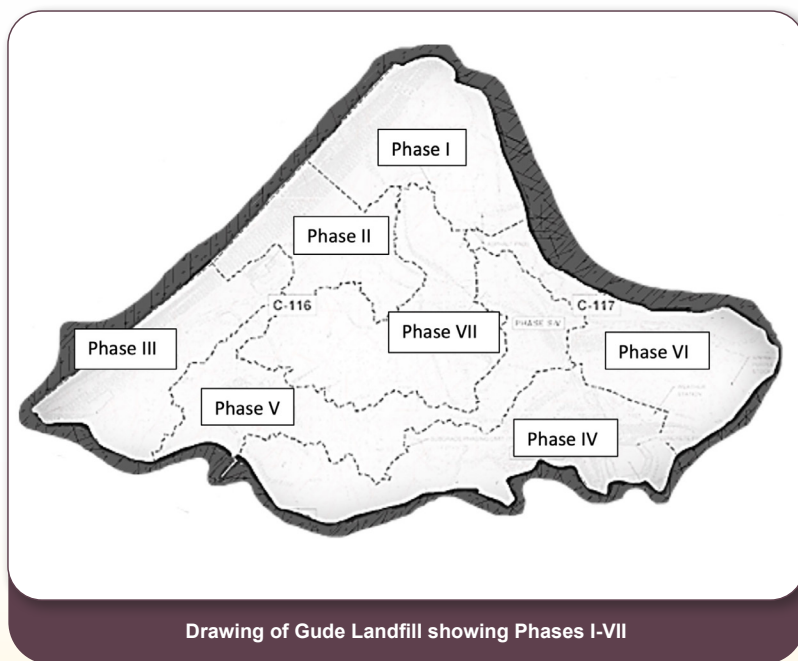 Phase I
Phase II
C-116
C-117
Phase VII
Phase III
Phase VI
Phase V
Phase IV
Drawing of Gude Landfill showing Phases I-VII